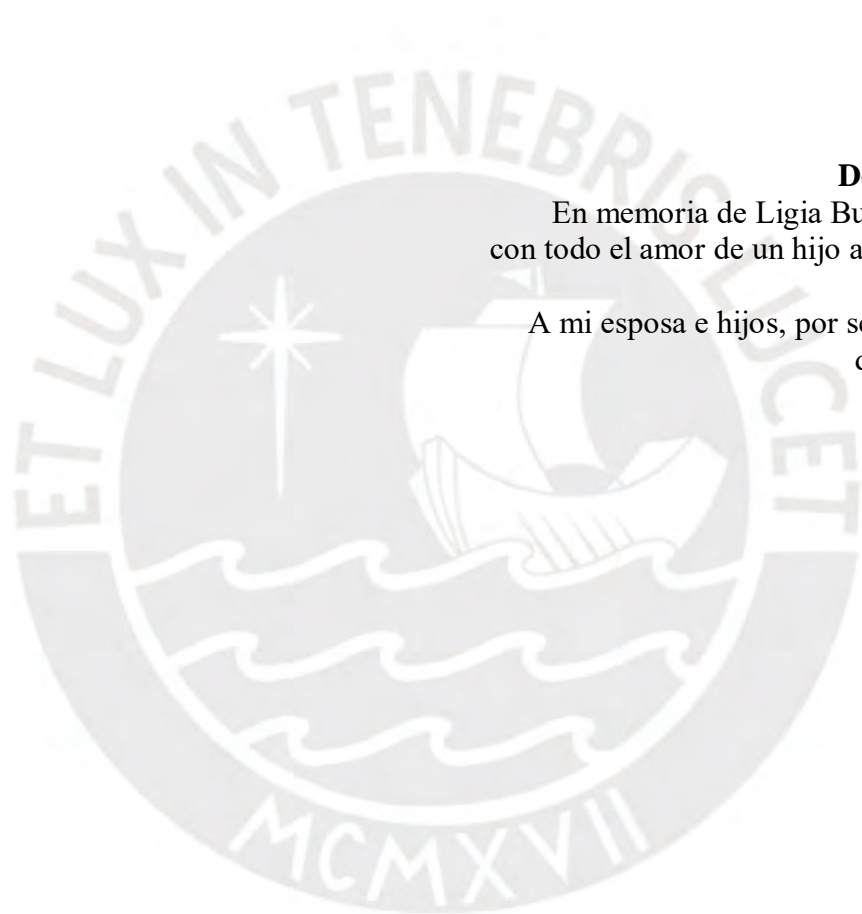 ET LUX IN TENEBRIS LUCET
En memoria de Ligia Bu
con todo el amor de un hijo a
A mi esposa e hijos, por
MCMXVII